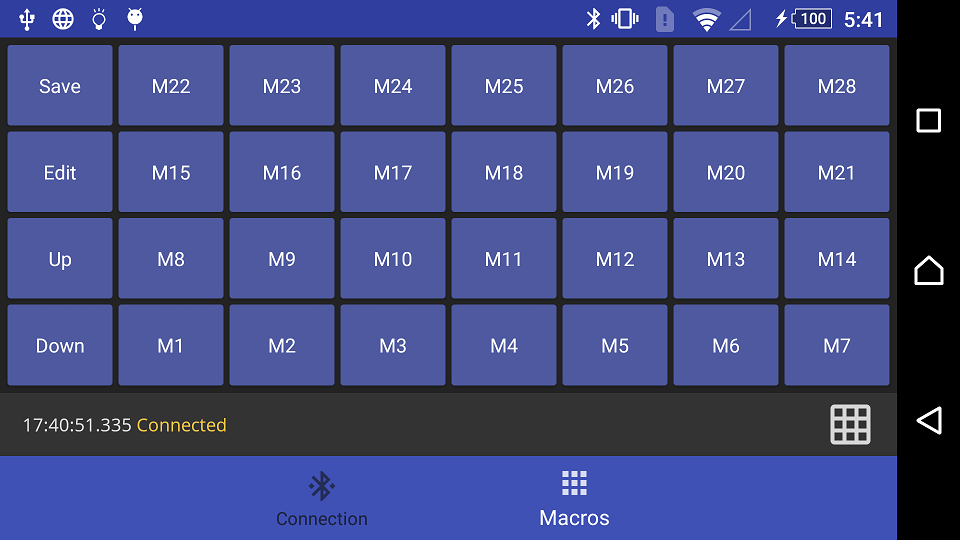 100 5:41
Save M22 M23 M24 M25 M26 M27 M28
Edit M15 M16 M17 M18 M19 M20 M21
Up M8 M9 M10 M11 M12 M13 M14
Down M1 M2 M3 M4 M5 M6 M7
17:40:51.335 Connected
Connection Macros